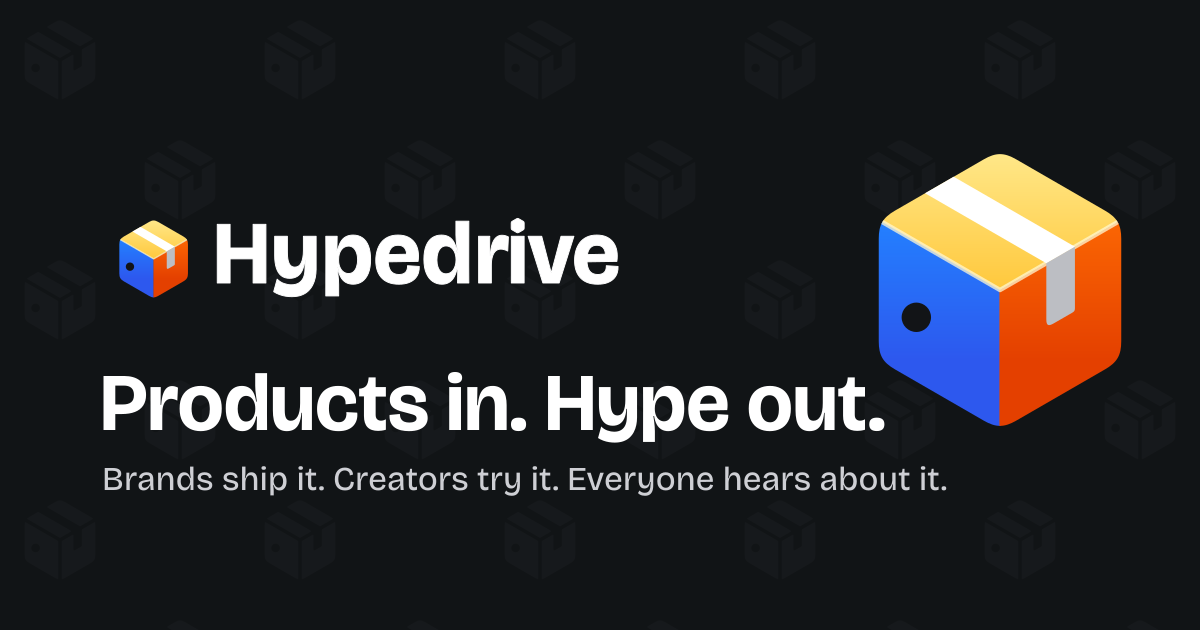 Hypedrive
Products in. Hype out.
Brands ship it. Creators try it. Everyone hears about it.